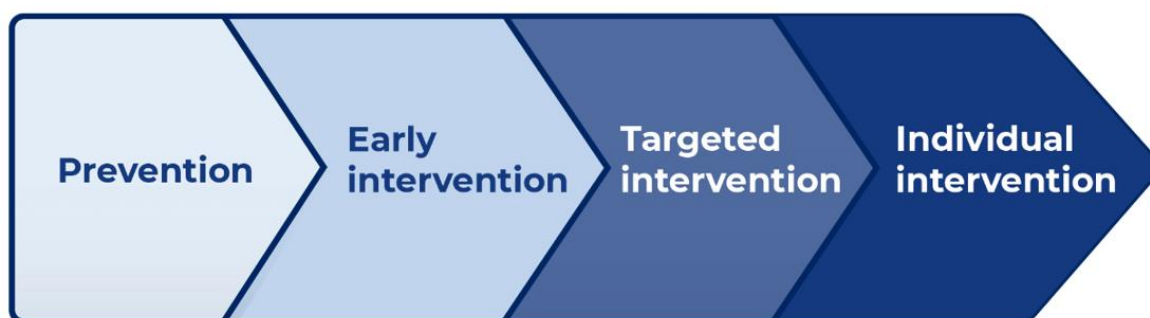 Prevention
Early
intervention
Targeted
intervention
Individual
intervention